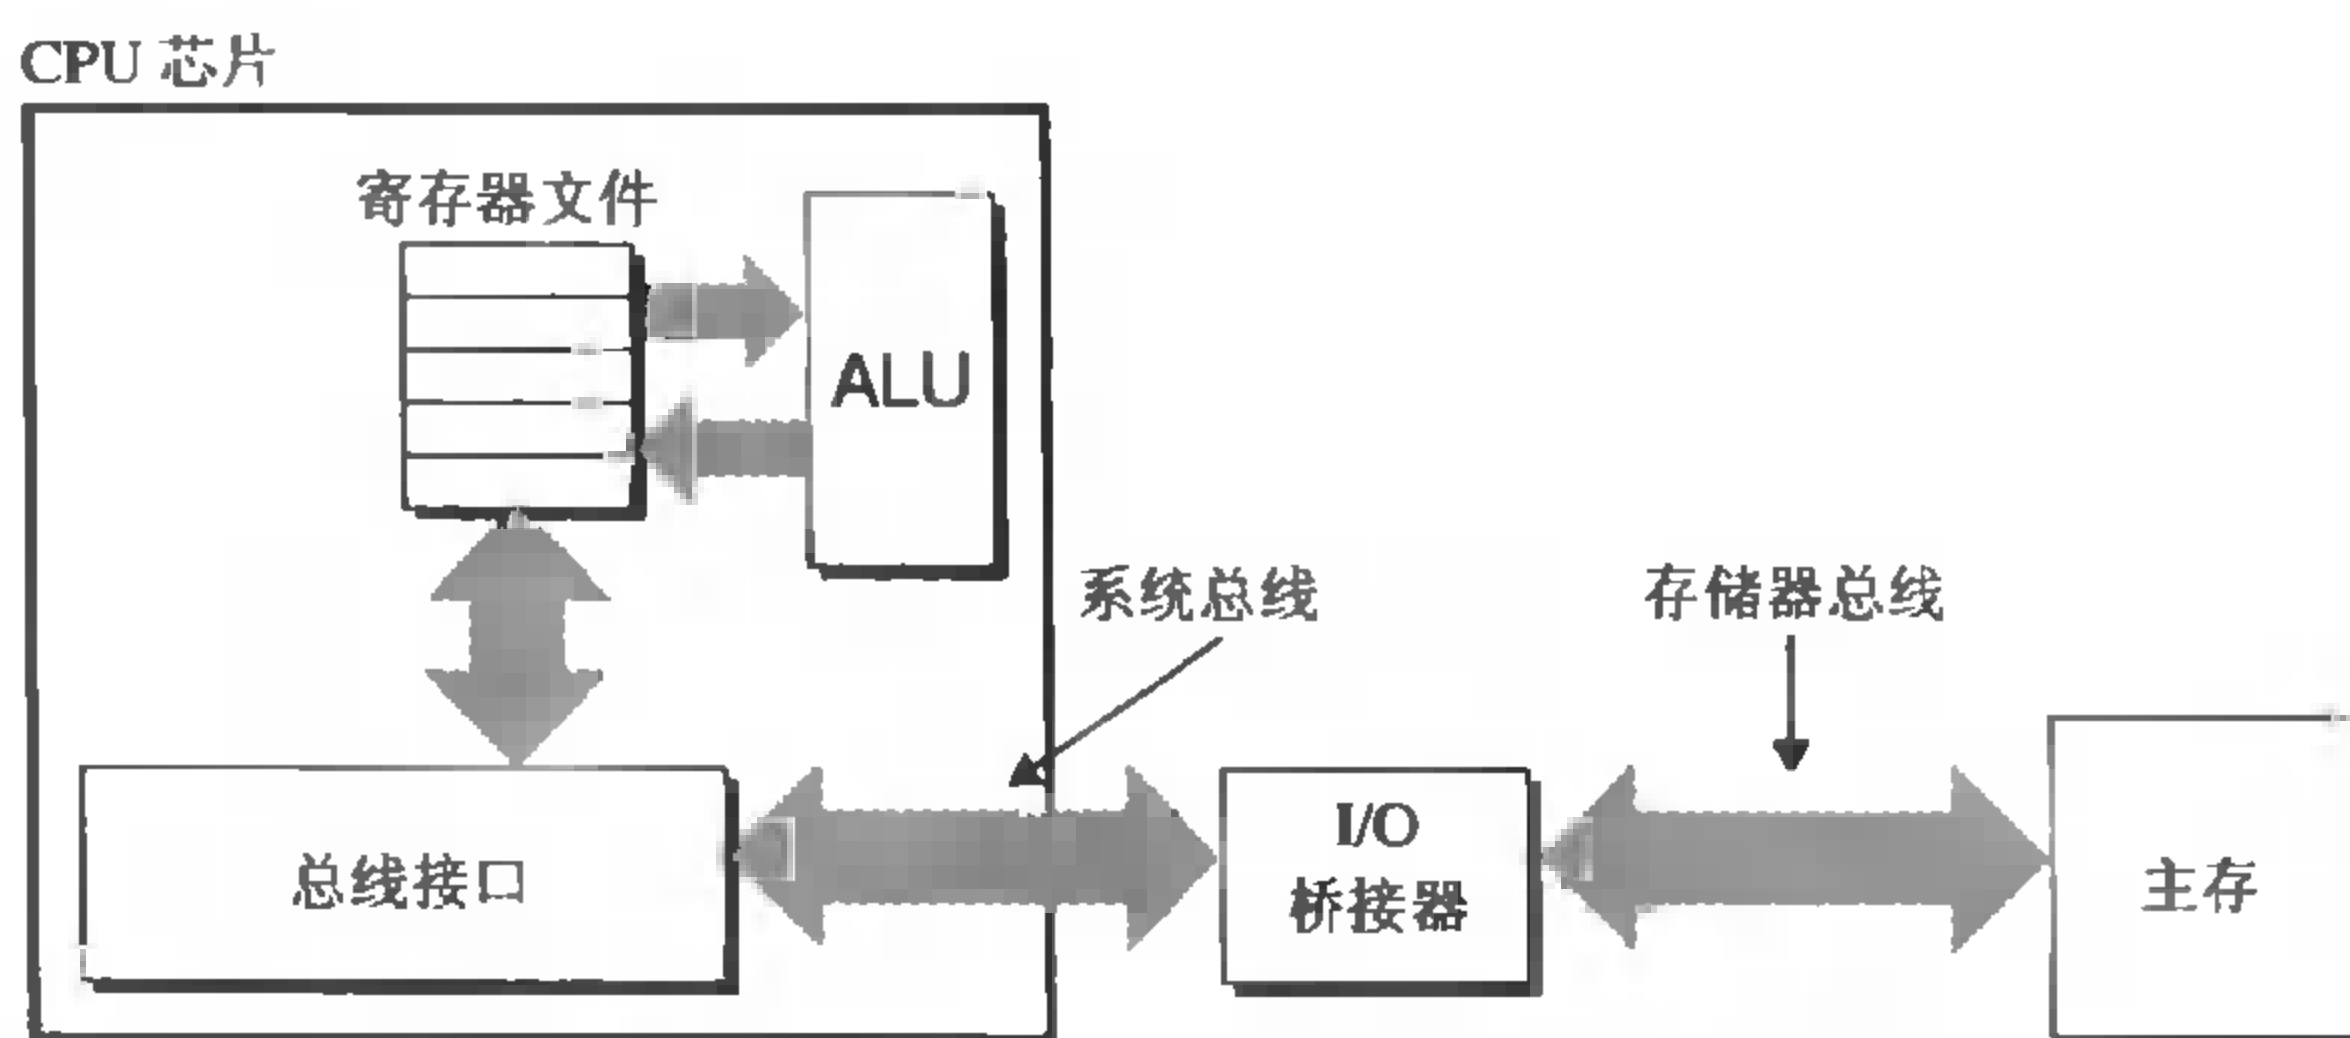 CPU 芯片
寄存器文件
ALU
系统总线
存储器总线
总线接口
I/O
桥接器
主存